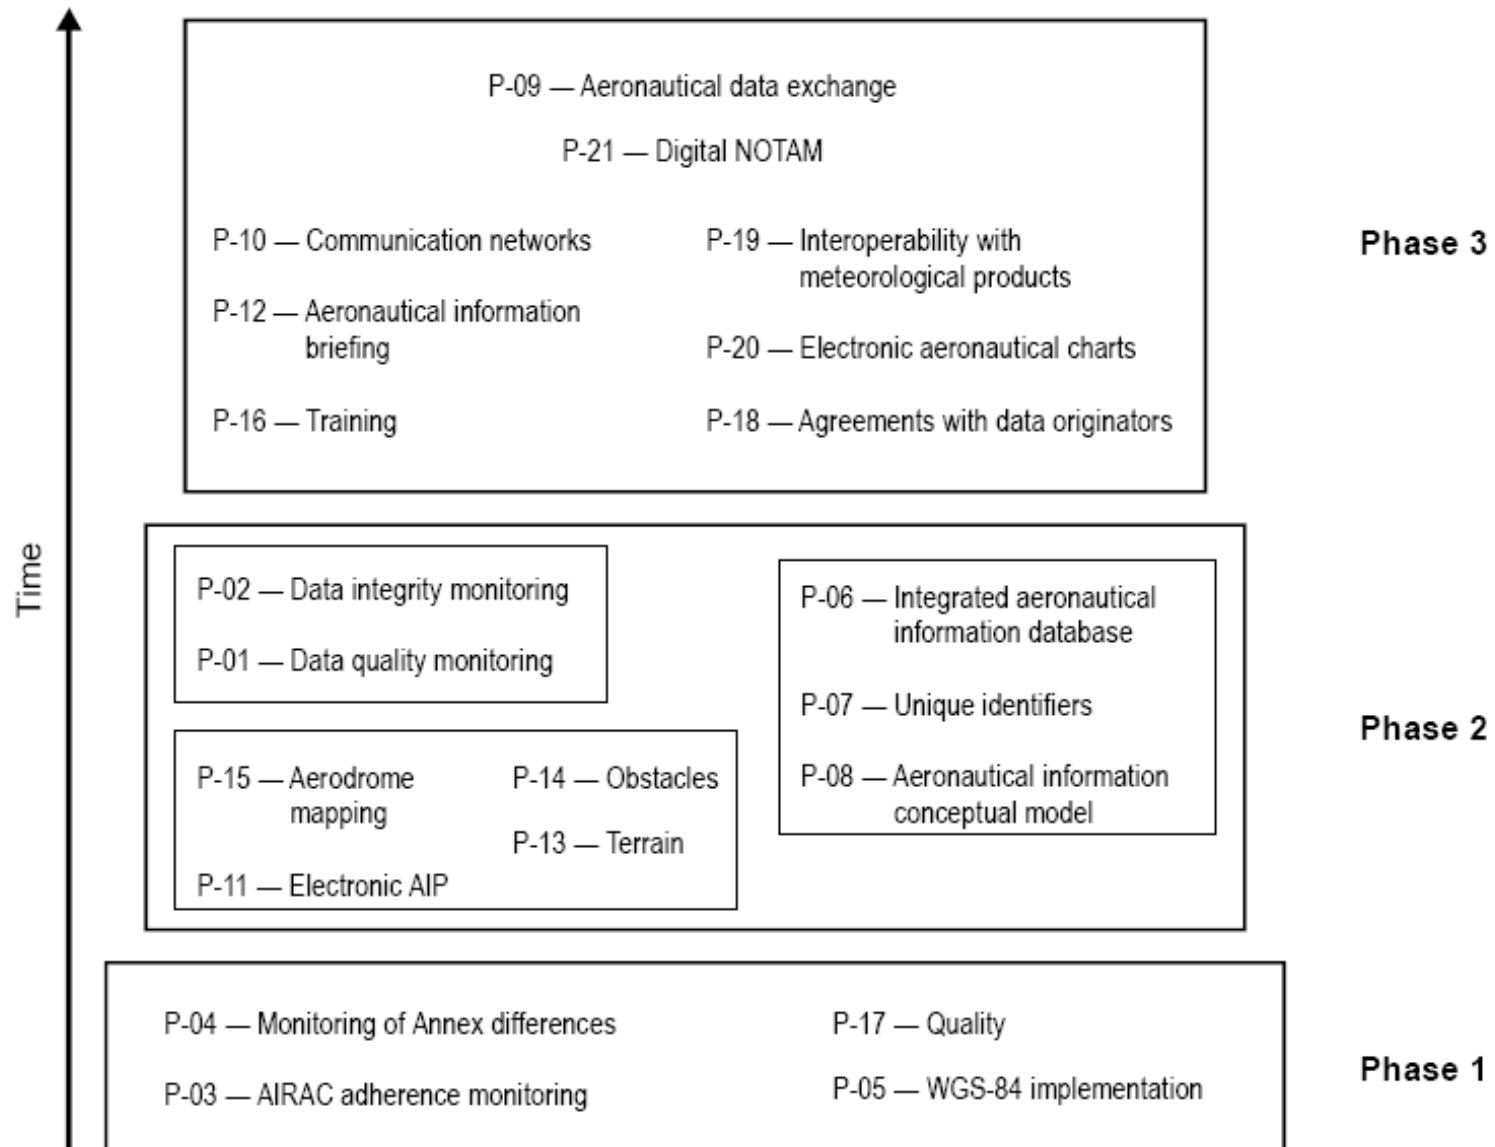 P-09 — Aeronautical data exchange
P-21 — Digital NOTAM
P-10 — Communication networks
P-12 — Aeronautical information
briefing
P-16 — Training
P-19 — Interoperability with
meteorological products
P-20 — Electronic aeronautical charts
P-18 — Agreements with data originators
Phase 3
Time
P-02 — Data integrity monitoring
P-01 — Data quality monitoring
P-15 — Aerodrome
mapping
P-11 — Electronic AIP
P-14 — Obstacles
P-13 — Terrain
P-06 — Integrated aeronautical
information database
P-07 — Unique identifiers
P-08 — Aeronautical information
conceptual model
Phase 2
P-04 — Monitoring of Annex differences
P-03 — AIRAC adherence monitoring
P-17 — Quality
P-05 — WGS-84 implementation
Phase 1